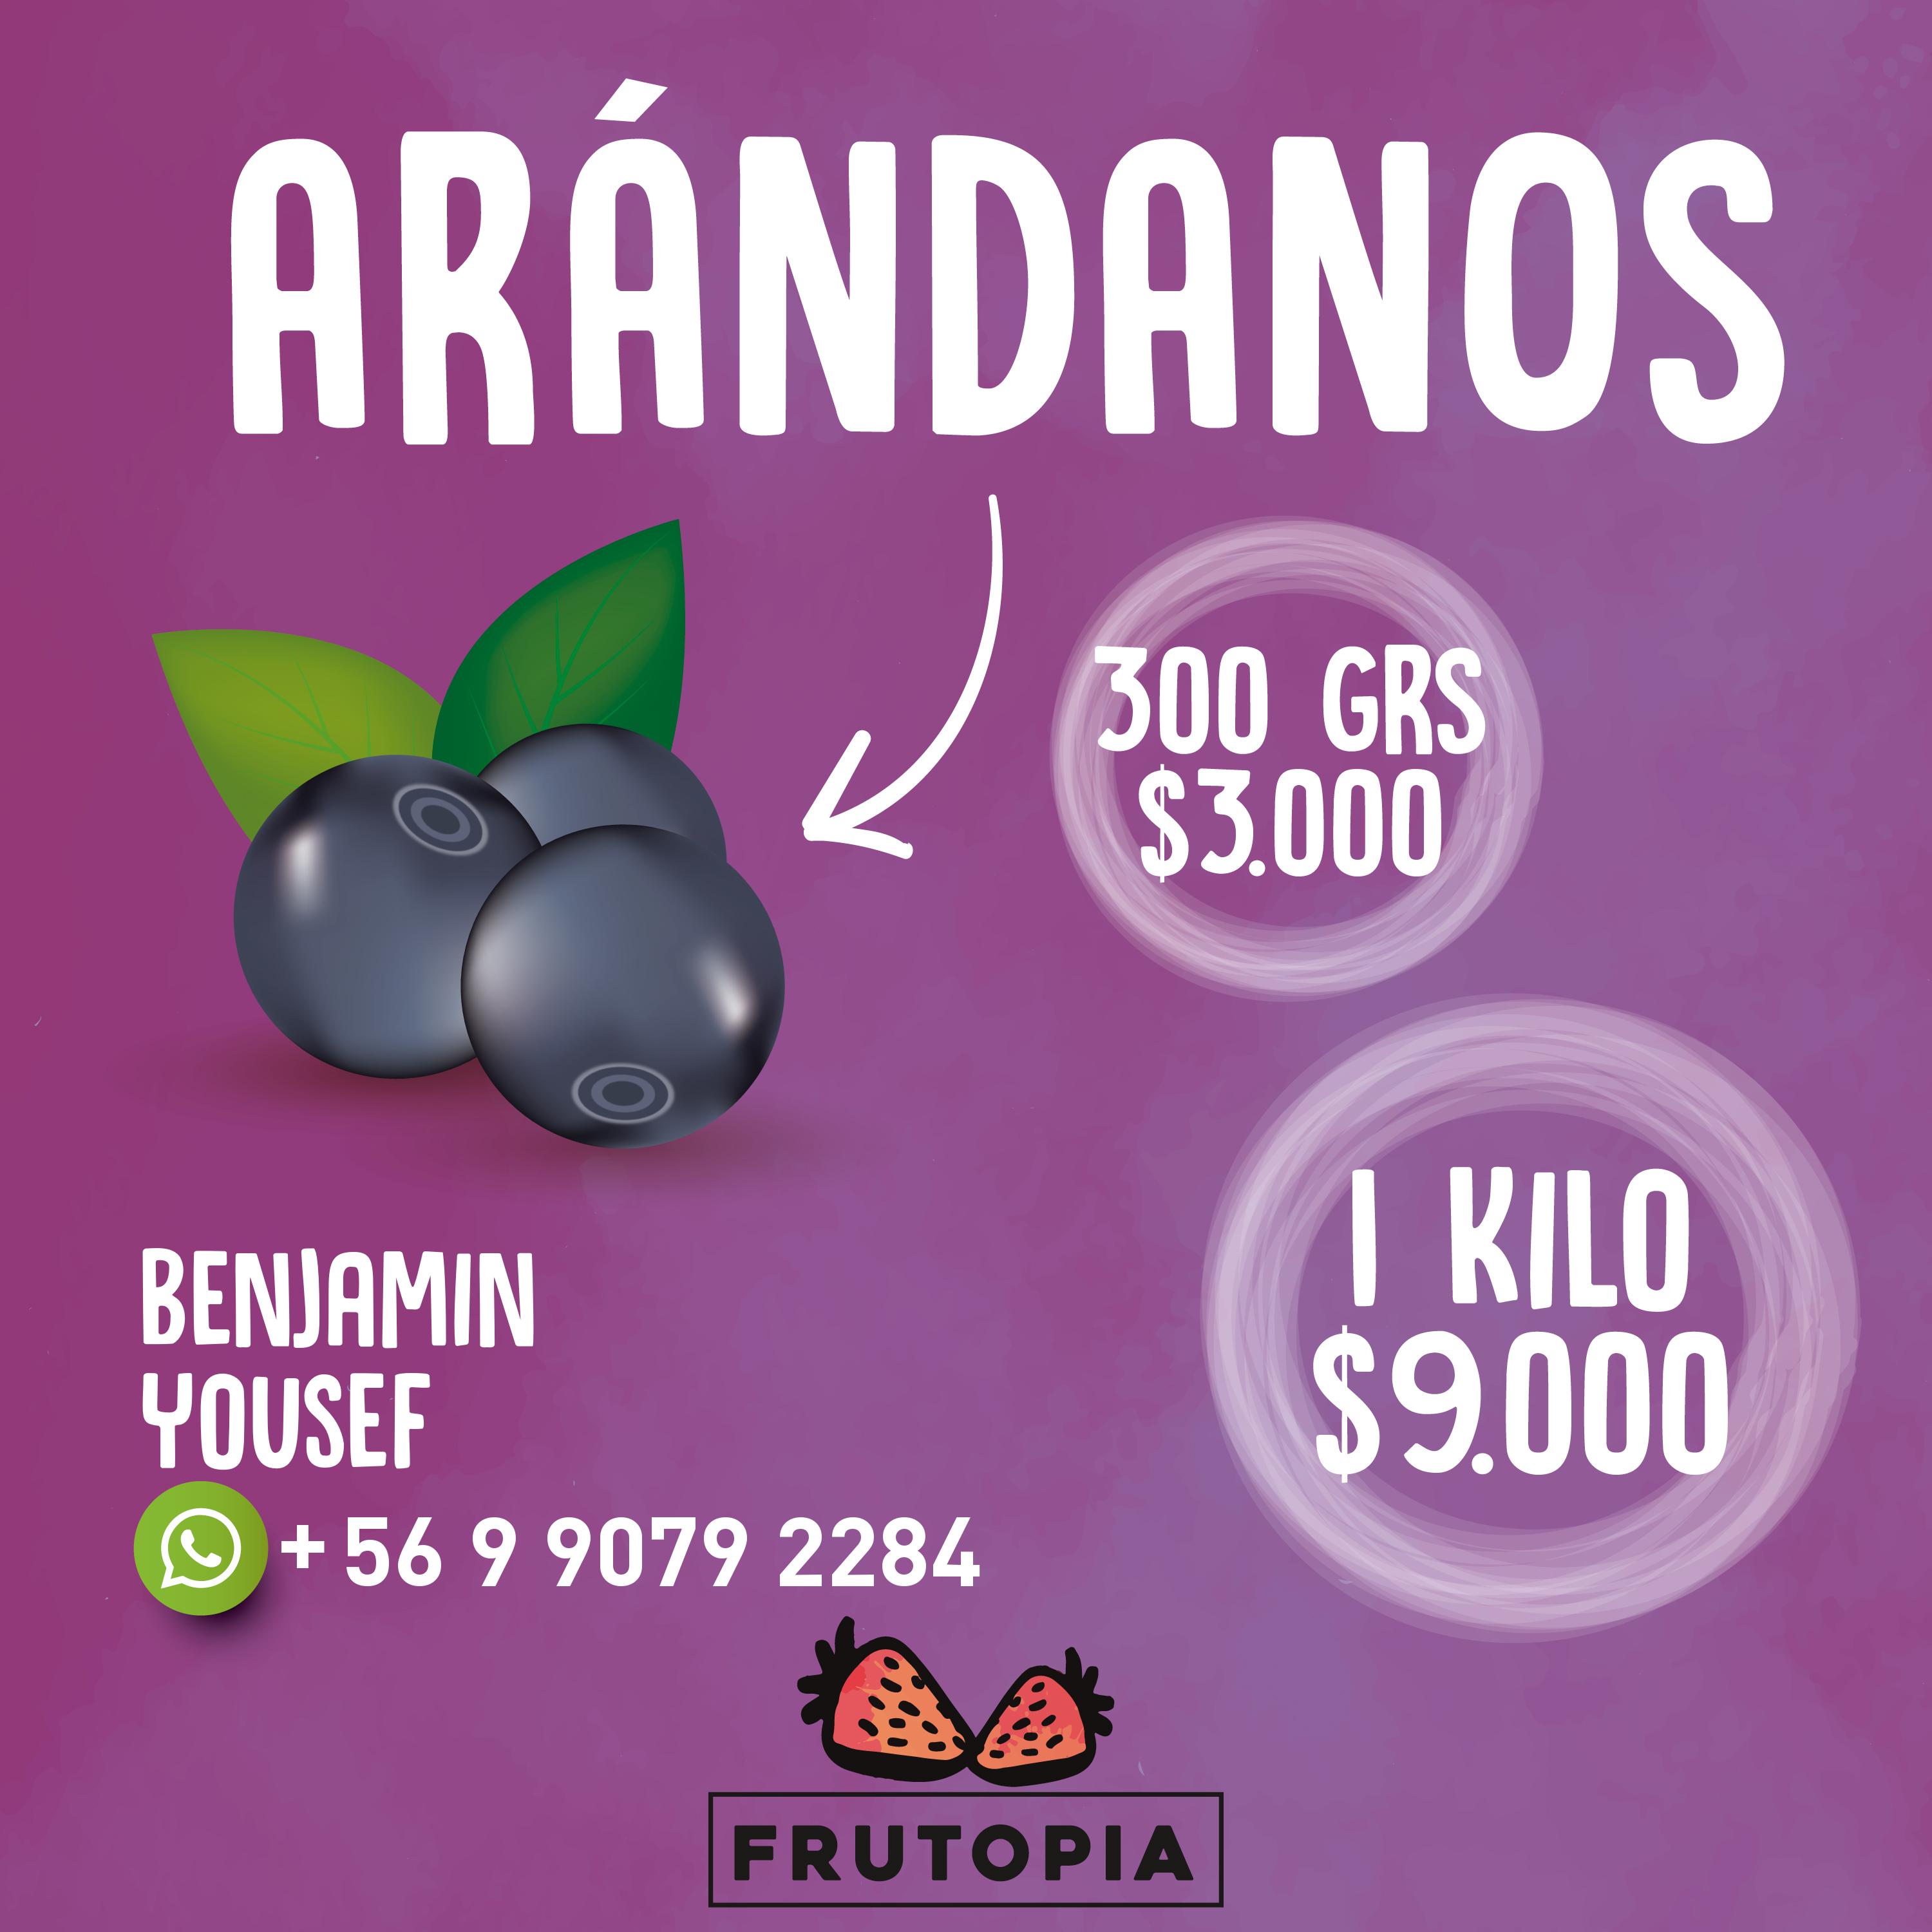 ARÁNDANOS
300 GRS
$3.000
1 KILO
$9.000
BENJAMIN
YOUSEF
+ 56 9 9079 2284
FRUTOPIA